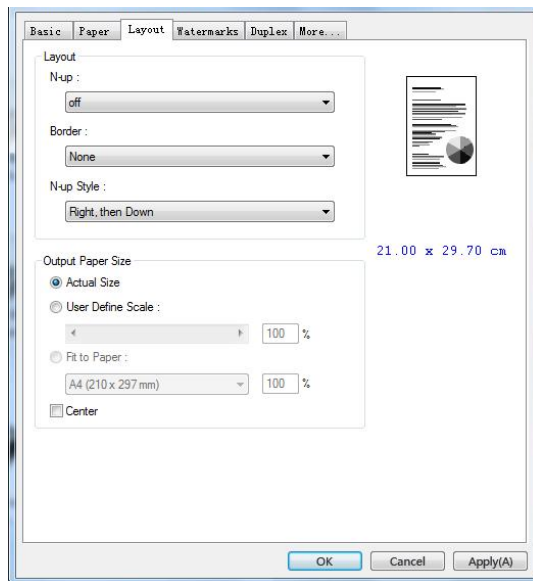 Basic Paper Layout Watermarks Duplex More...
Layout
N-up :
off
Border :
None
N-up Style :
Right, then Down
21.00 x 29.70 cm
Output Paper Size
Actual Size
User Define Scale :
100 %
Fit to Paper :
A4 (210 x 297 mm) 100 %
Center
OK Cancel Apply(A)